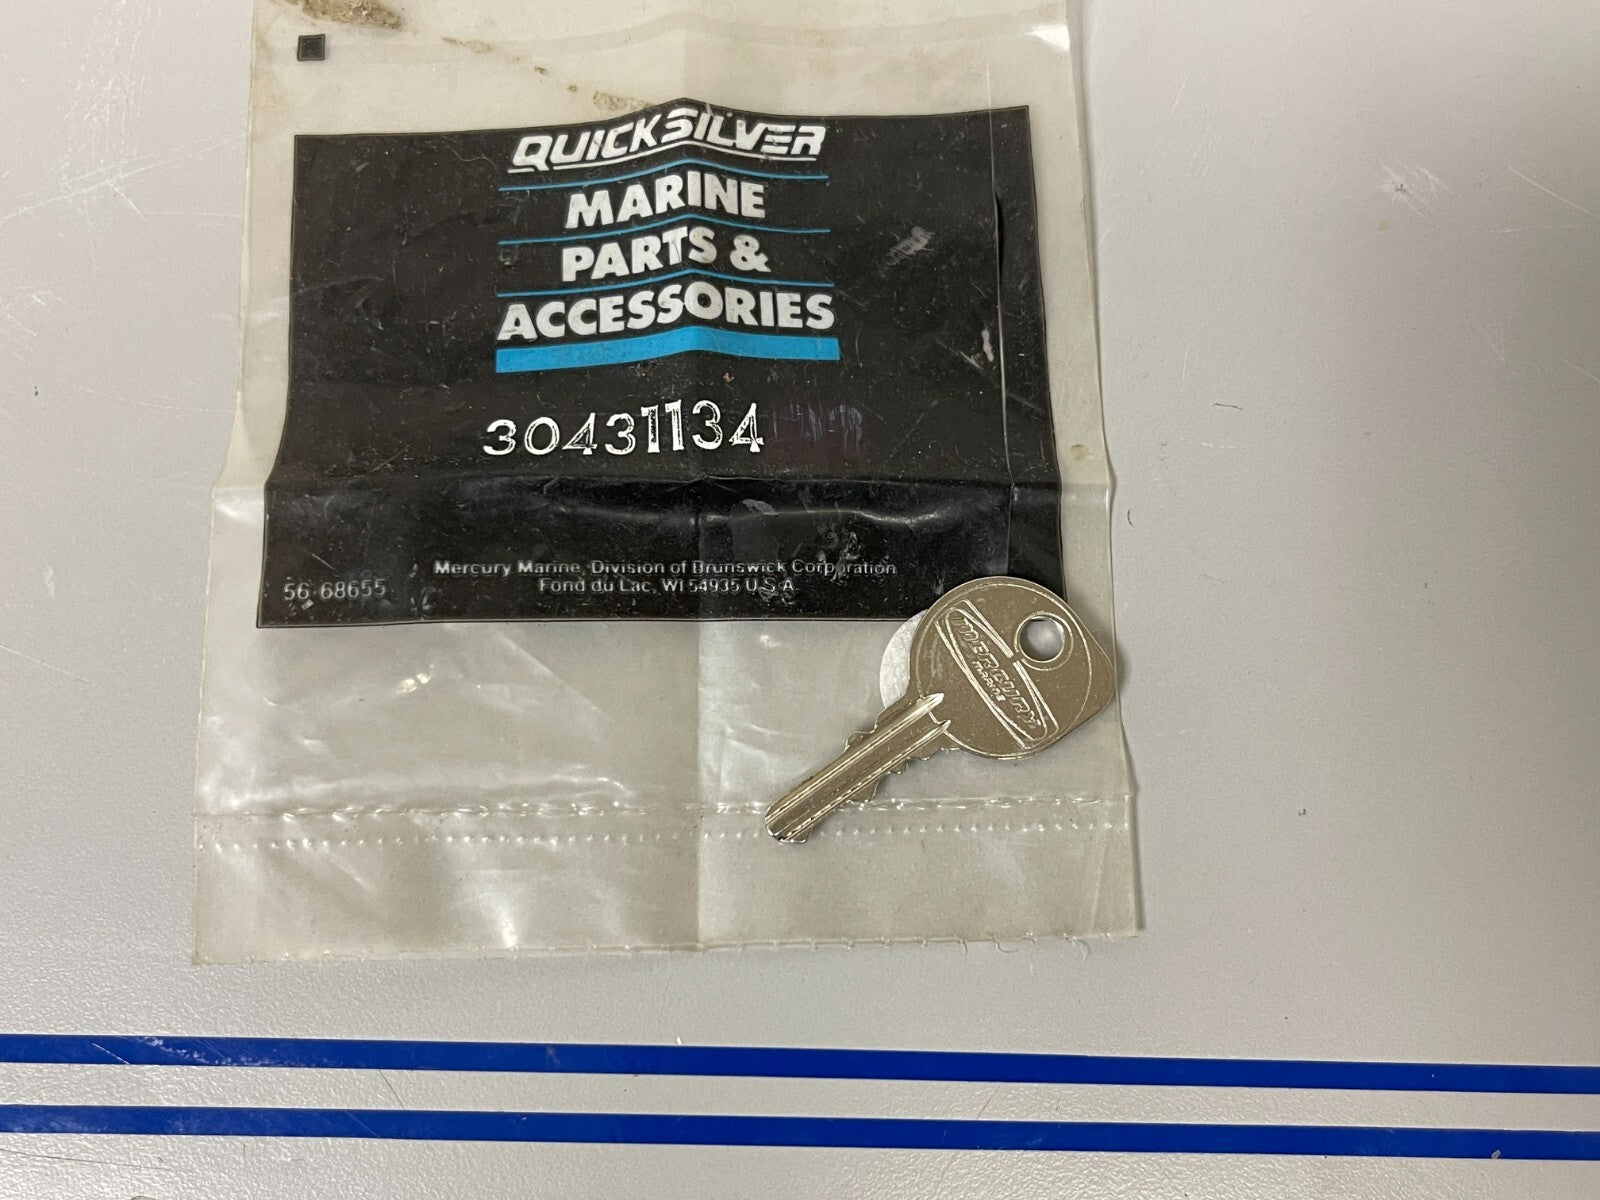 QUICKSILVER
MARINE
PARTS &
ACCESSORIES
30431134
Mercury Marine, Division of Brunswick Corporation
56-68655
Fond du Lac, WI 54935 U.S.A
MERCURY
MARINE